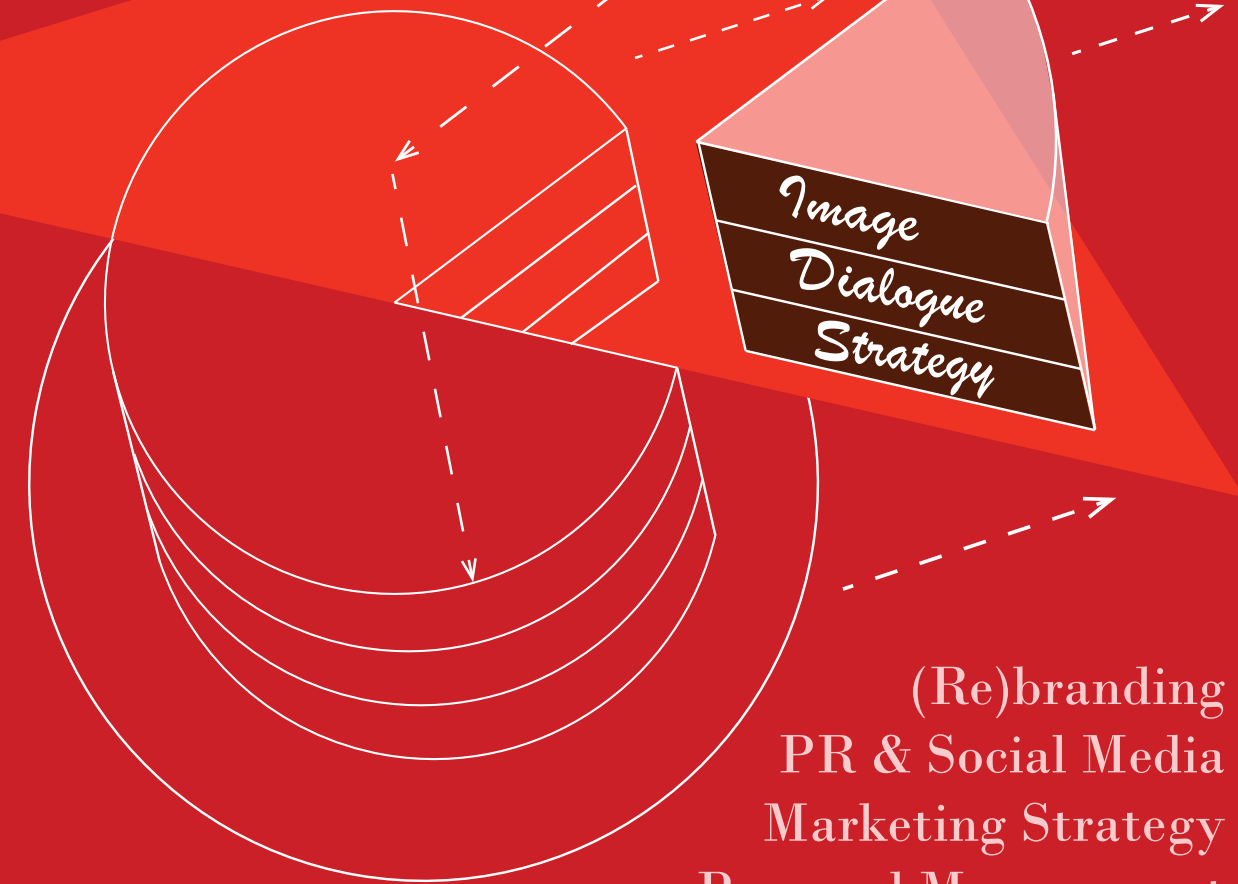 Image
Dialogue
Strategy
(Re)branding
PR & Social Media
Marketing Strategy